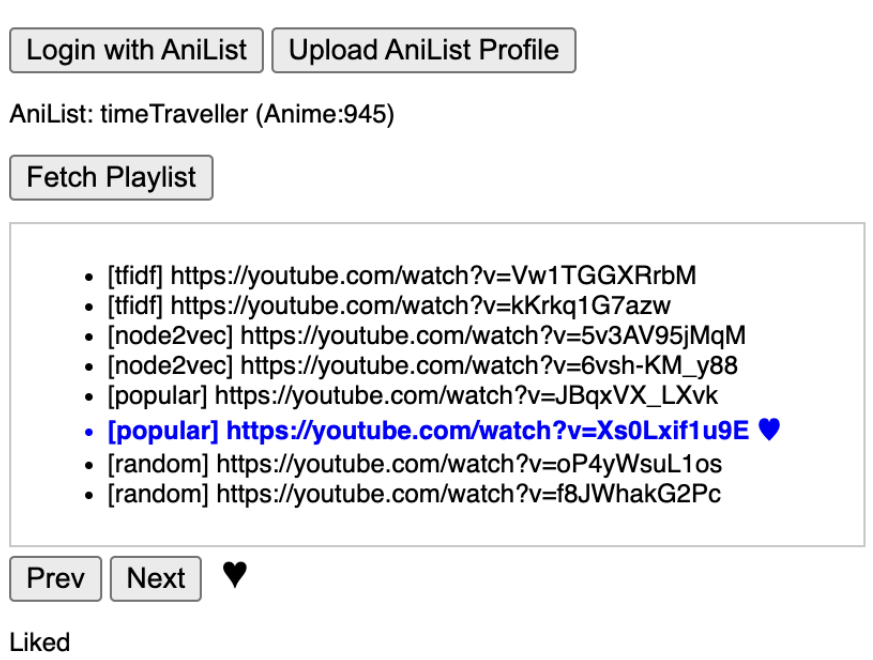 Login with AniList Upload AniList Profile
AniList: timeTraveller (Anime:945)
Fetch Playlist
• [tfidf] https://youtube.com/watch?v=Vw1TGGXRrbM
• [tfidf] https://youtube.com/watch?v=kKrkq1G7azw
• [node2vec] https://youtube.com/watch?v=5v3AV95jMqM
• [node2vec] https://youtube.com/watch?v=6vsh-KM_y88
• [popular] https://youtube.com/watch?v=JBqxVX_LXvk
• [popular] https://youtube.com/watch?v=Xs0Lxif1u9E ♥
• [random] https://youtube.com/watch?v=oP4yWsuL1os
• [random] https://youtube.com/watch?v=f8JWhakG2Pc
Prev Next ♥
Liked